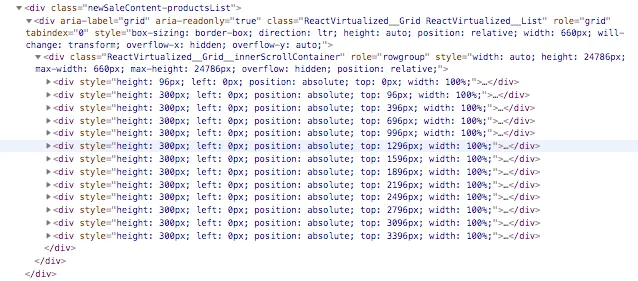 ▼<div class="newSaleContent-productsList">
▼<div aria-label="grid" aria-readonly="true" class="ReactVirtualized__Grid ReactVirtualized__List" role="grid"
tabindex="0" style="box-sizing: border-box; direction: ltr; height: auto; position: relative; width: 660px; will-
change: transform; overflow-x: hidden; overflow-y: auto;">
▼<div class="ReactVirtualized__Grid__innerScrollContainer" role="rowgroup" style="width: auto; height: 24786px;
max-width: 660px; max-height: 24786px; overflow: hidden; position: relative;">
▶<div style="height: 96px; left: 0px; position: absolute; top: 0px; width: 100%;">…</div>
▶<div style="height: 300px; left: 0px; position: absolute; top: 96px; width: 100%;">…</div>
▶<div style="height: 300px; left: 0px; position: absolute; top: 396px; width: 100%;">…</div>
▶<div style="height: 300px; left: 0px; position: absolute; top: 696px; width: 100%;">…</div>
▶<div style="height: 300px; left: 0px; position: absolute; top: 996px; width: 100%;">…</div>
▶<div style="height: 300px; left: 0px; position: absolute; top: 1296px; width: 100%;">…</div>
▶<div style="height: 300px; left: 0px; position: absolute; top: 1596px; width: 100%;">…</div>
▶<div style="height: 300px; left: 0px; position: absolute; top: 1896px; width: 100%;">…</div>
▶<div style="height: 300px; left: 0px; position: absolute; top: 2196px; width: 100%;">…</div>
▶<div style="height: 300px; left: 0px; position: absolute; top: 2496px; width: 100%;">…</div>
▶<div style="height: 300px; left: 0px; position: absolute; top: 2796px; width: 100%;">…</div>
▶<div style="height: 300px; left: 0px; position: absolute; top: 3096px; width: 100%;">…</div>
▶<div style="height: 300px; left: 0px; position: absolute; top: 3396px; width: 100%;">…</div>
</div>
</div>
</div>